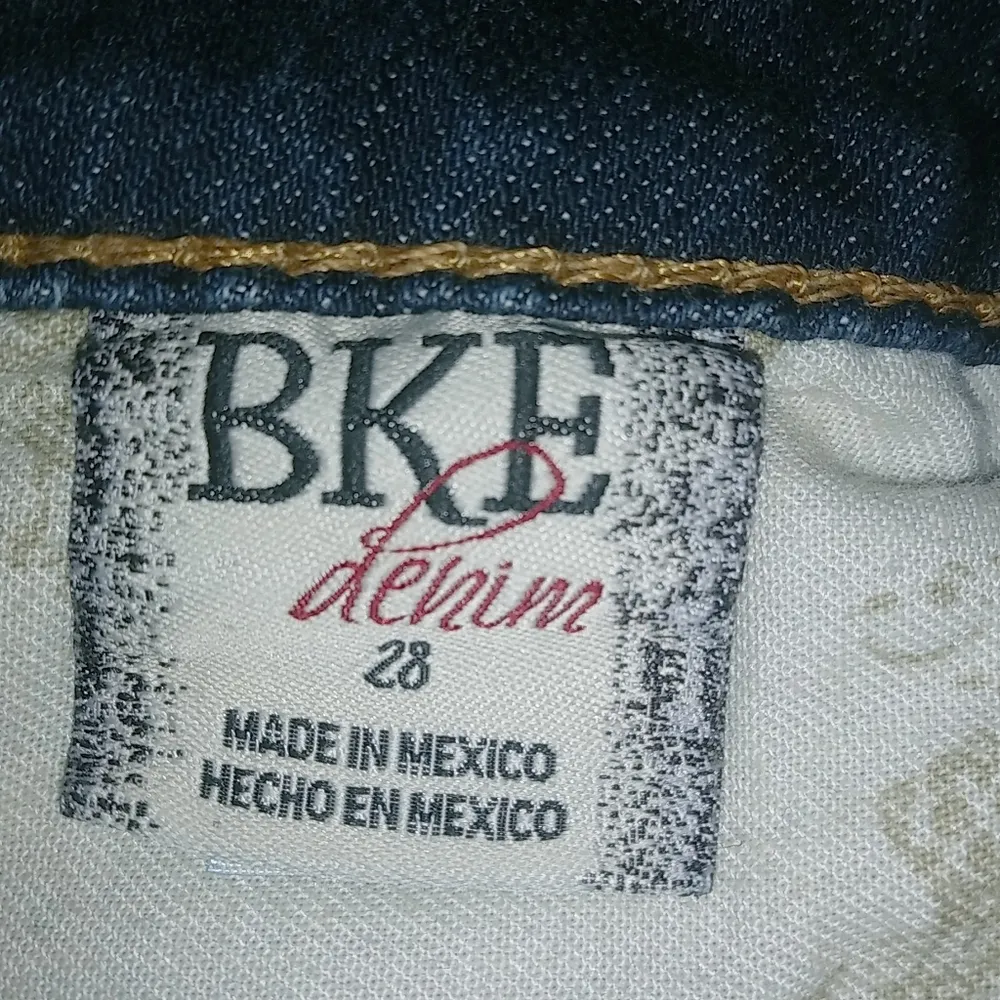 BKE
denim
28
MADE IN MEXICO
HECHO EN MEXICO